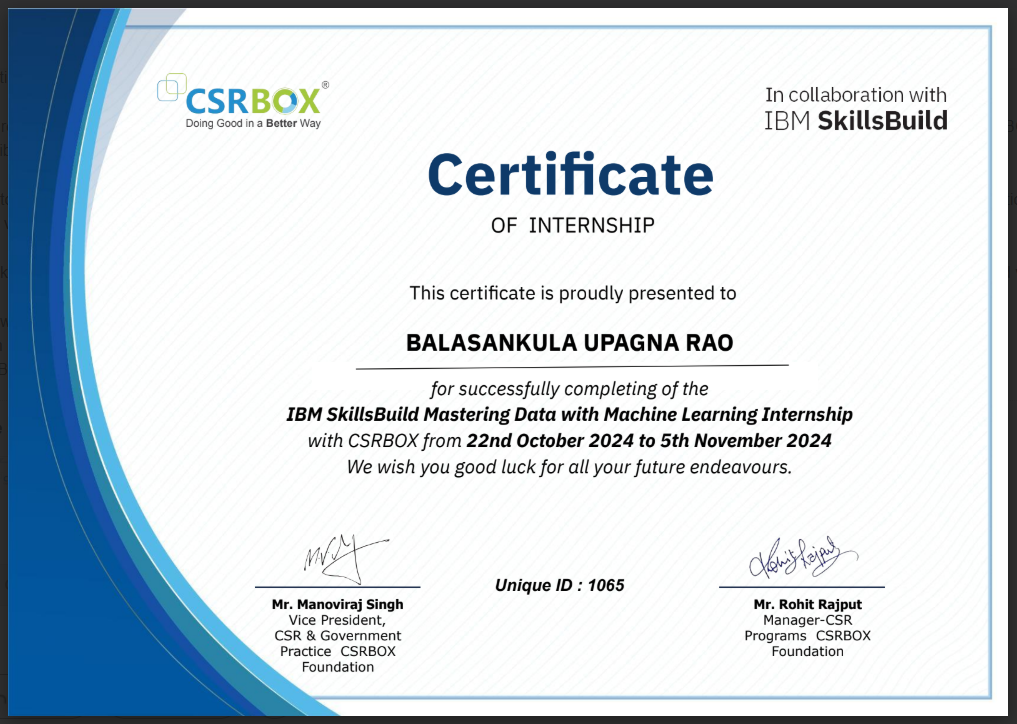 CSRBOX®
Doing Good in a Better Way
In collaboration with
IBM SkillsBuild
Certificate
OF INTERNSHIP
This certificate is proudly presented to
BALASANKULA UPAGNA RAO
for successfully completing of the
IBM SkillsBuild Mastering Data with Machine Learning Internship
with CSRBOX from 22nd October 2024 to 5th November 2024
We wish you good luck for all your future endeavours.
Unique ID : 1065
Mr. Manoviraj Singh
Vice President,
CSR & Government
Practice CSRBOX
Foundation
Rohit Rajput
Mr. Rohit Rajput
Manager-CSR
Programs CSRBOX
Foundation